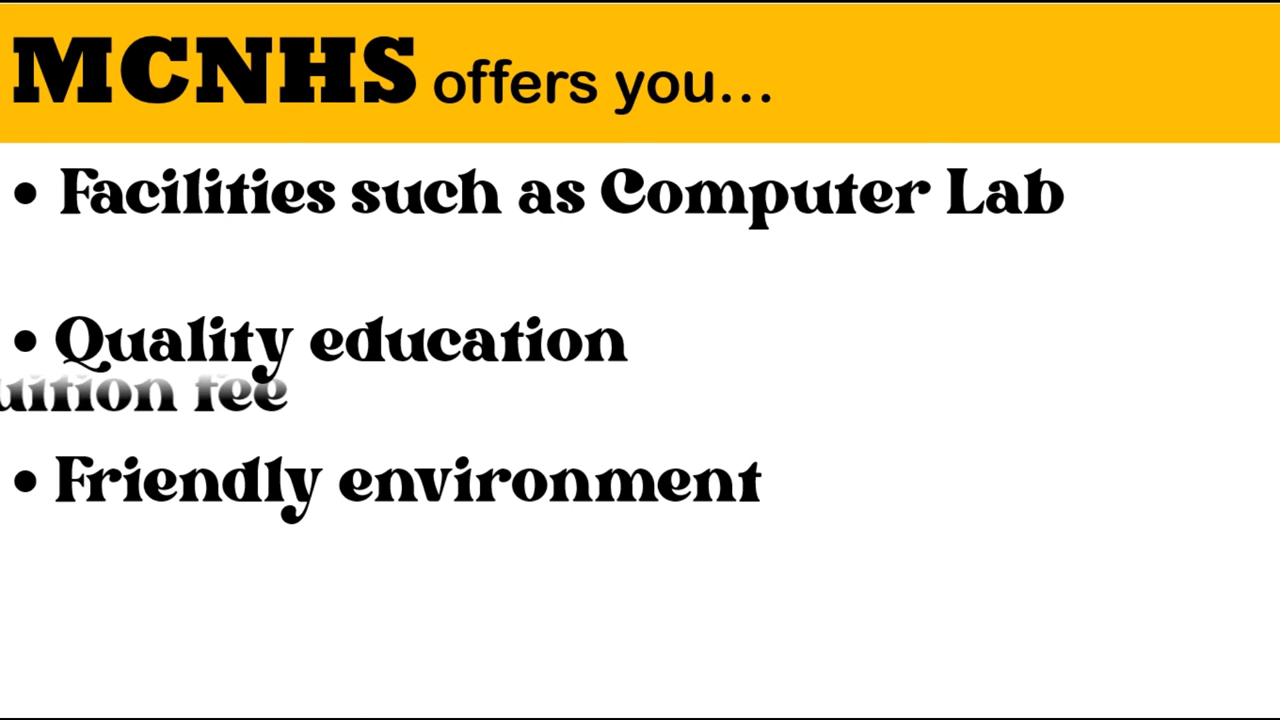 MCNHS offers you...
• Facilities such as Computer Lab
• Quality education
uition fee
• Friendly environment